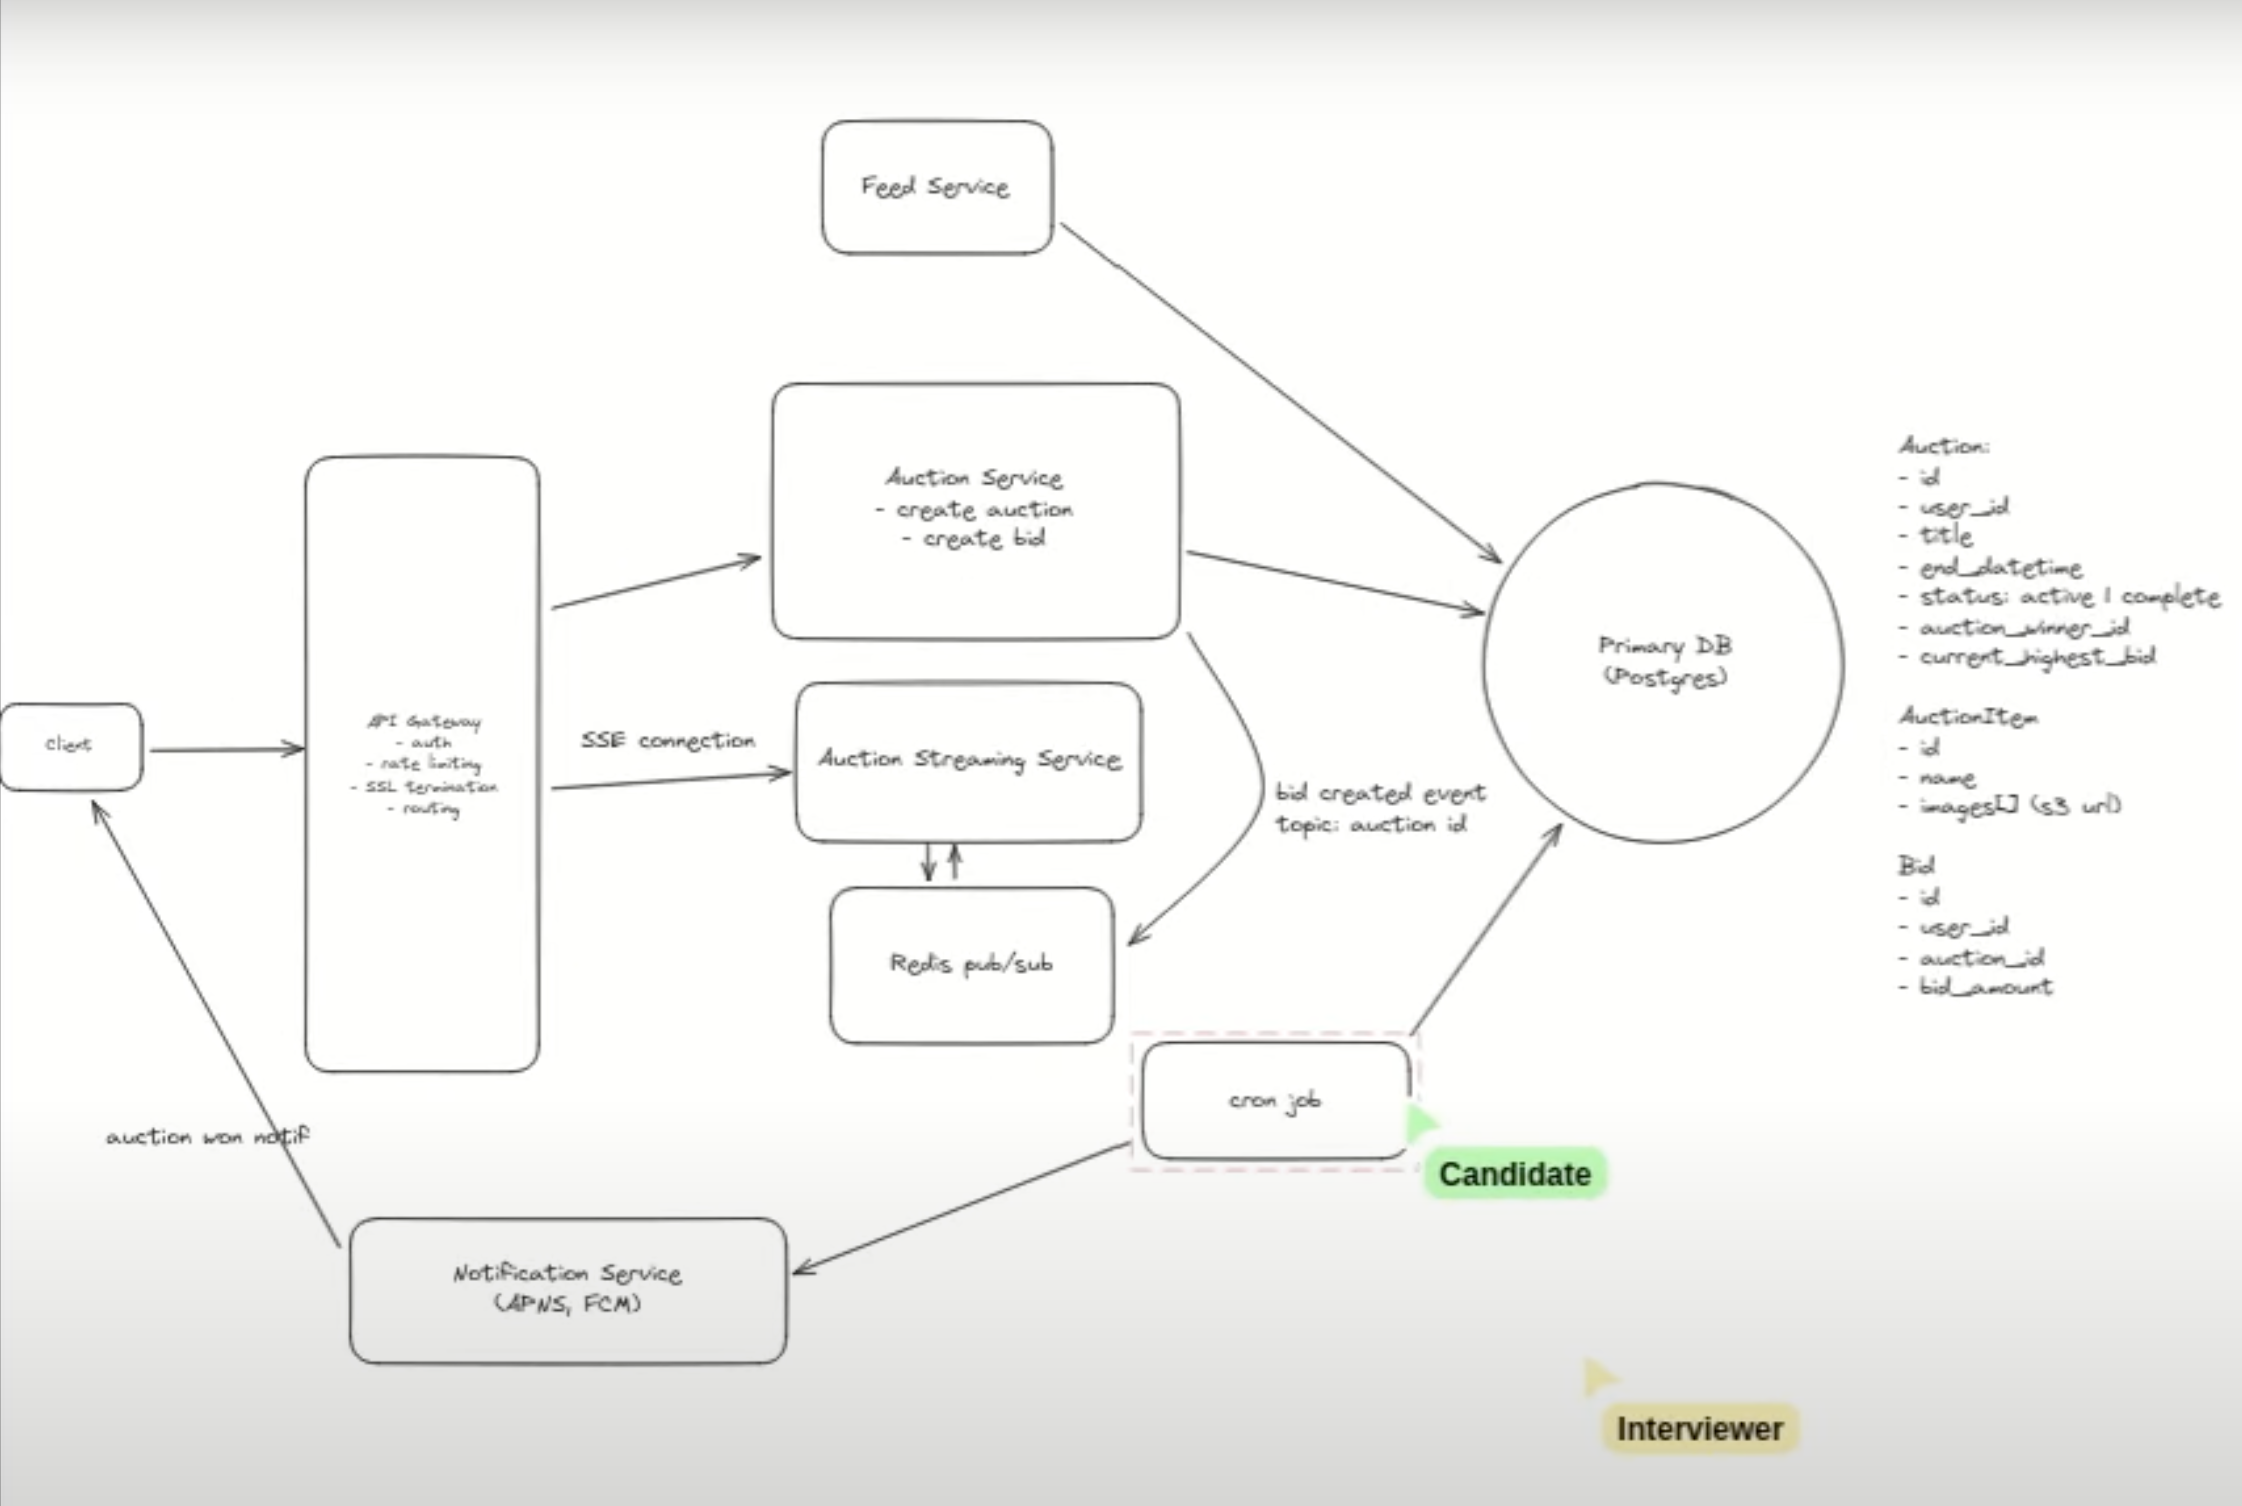 Feed Service
Auction Service
- create auction
- create bid
API Gateway
- auth
- rate limiting
- SSL termination
- routing
client
SSE connection
Auction Streaming Service
bid created event
topic: auction id
Redis pub/sub
Primary DB
(Postgres)
Auction:
- id
- user_id
- title
- end_datetime
- status: active | complete
- auction_winner_id
- current_highest_bid
AuctionItem
- id
- name
- images[] (s3 url)
Bid
- id
- user_id
- auction_id
- bid_amount
cron job
Candidate
auction won notif
Notification Service
(APNS, FCM)
Interviewer